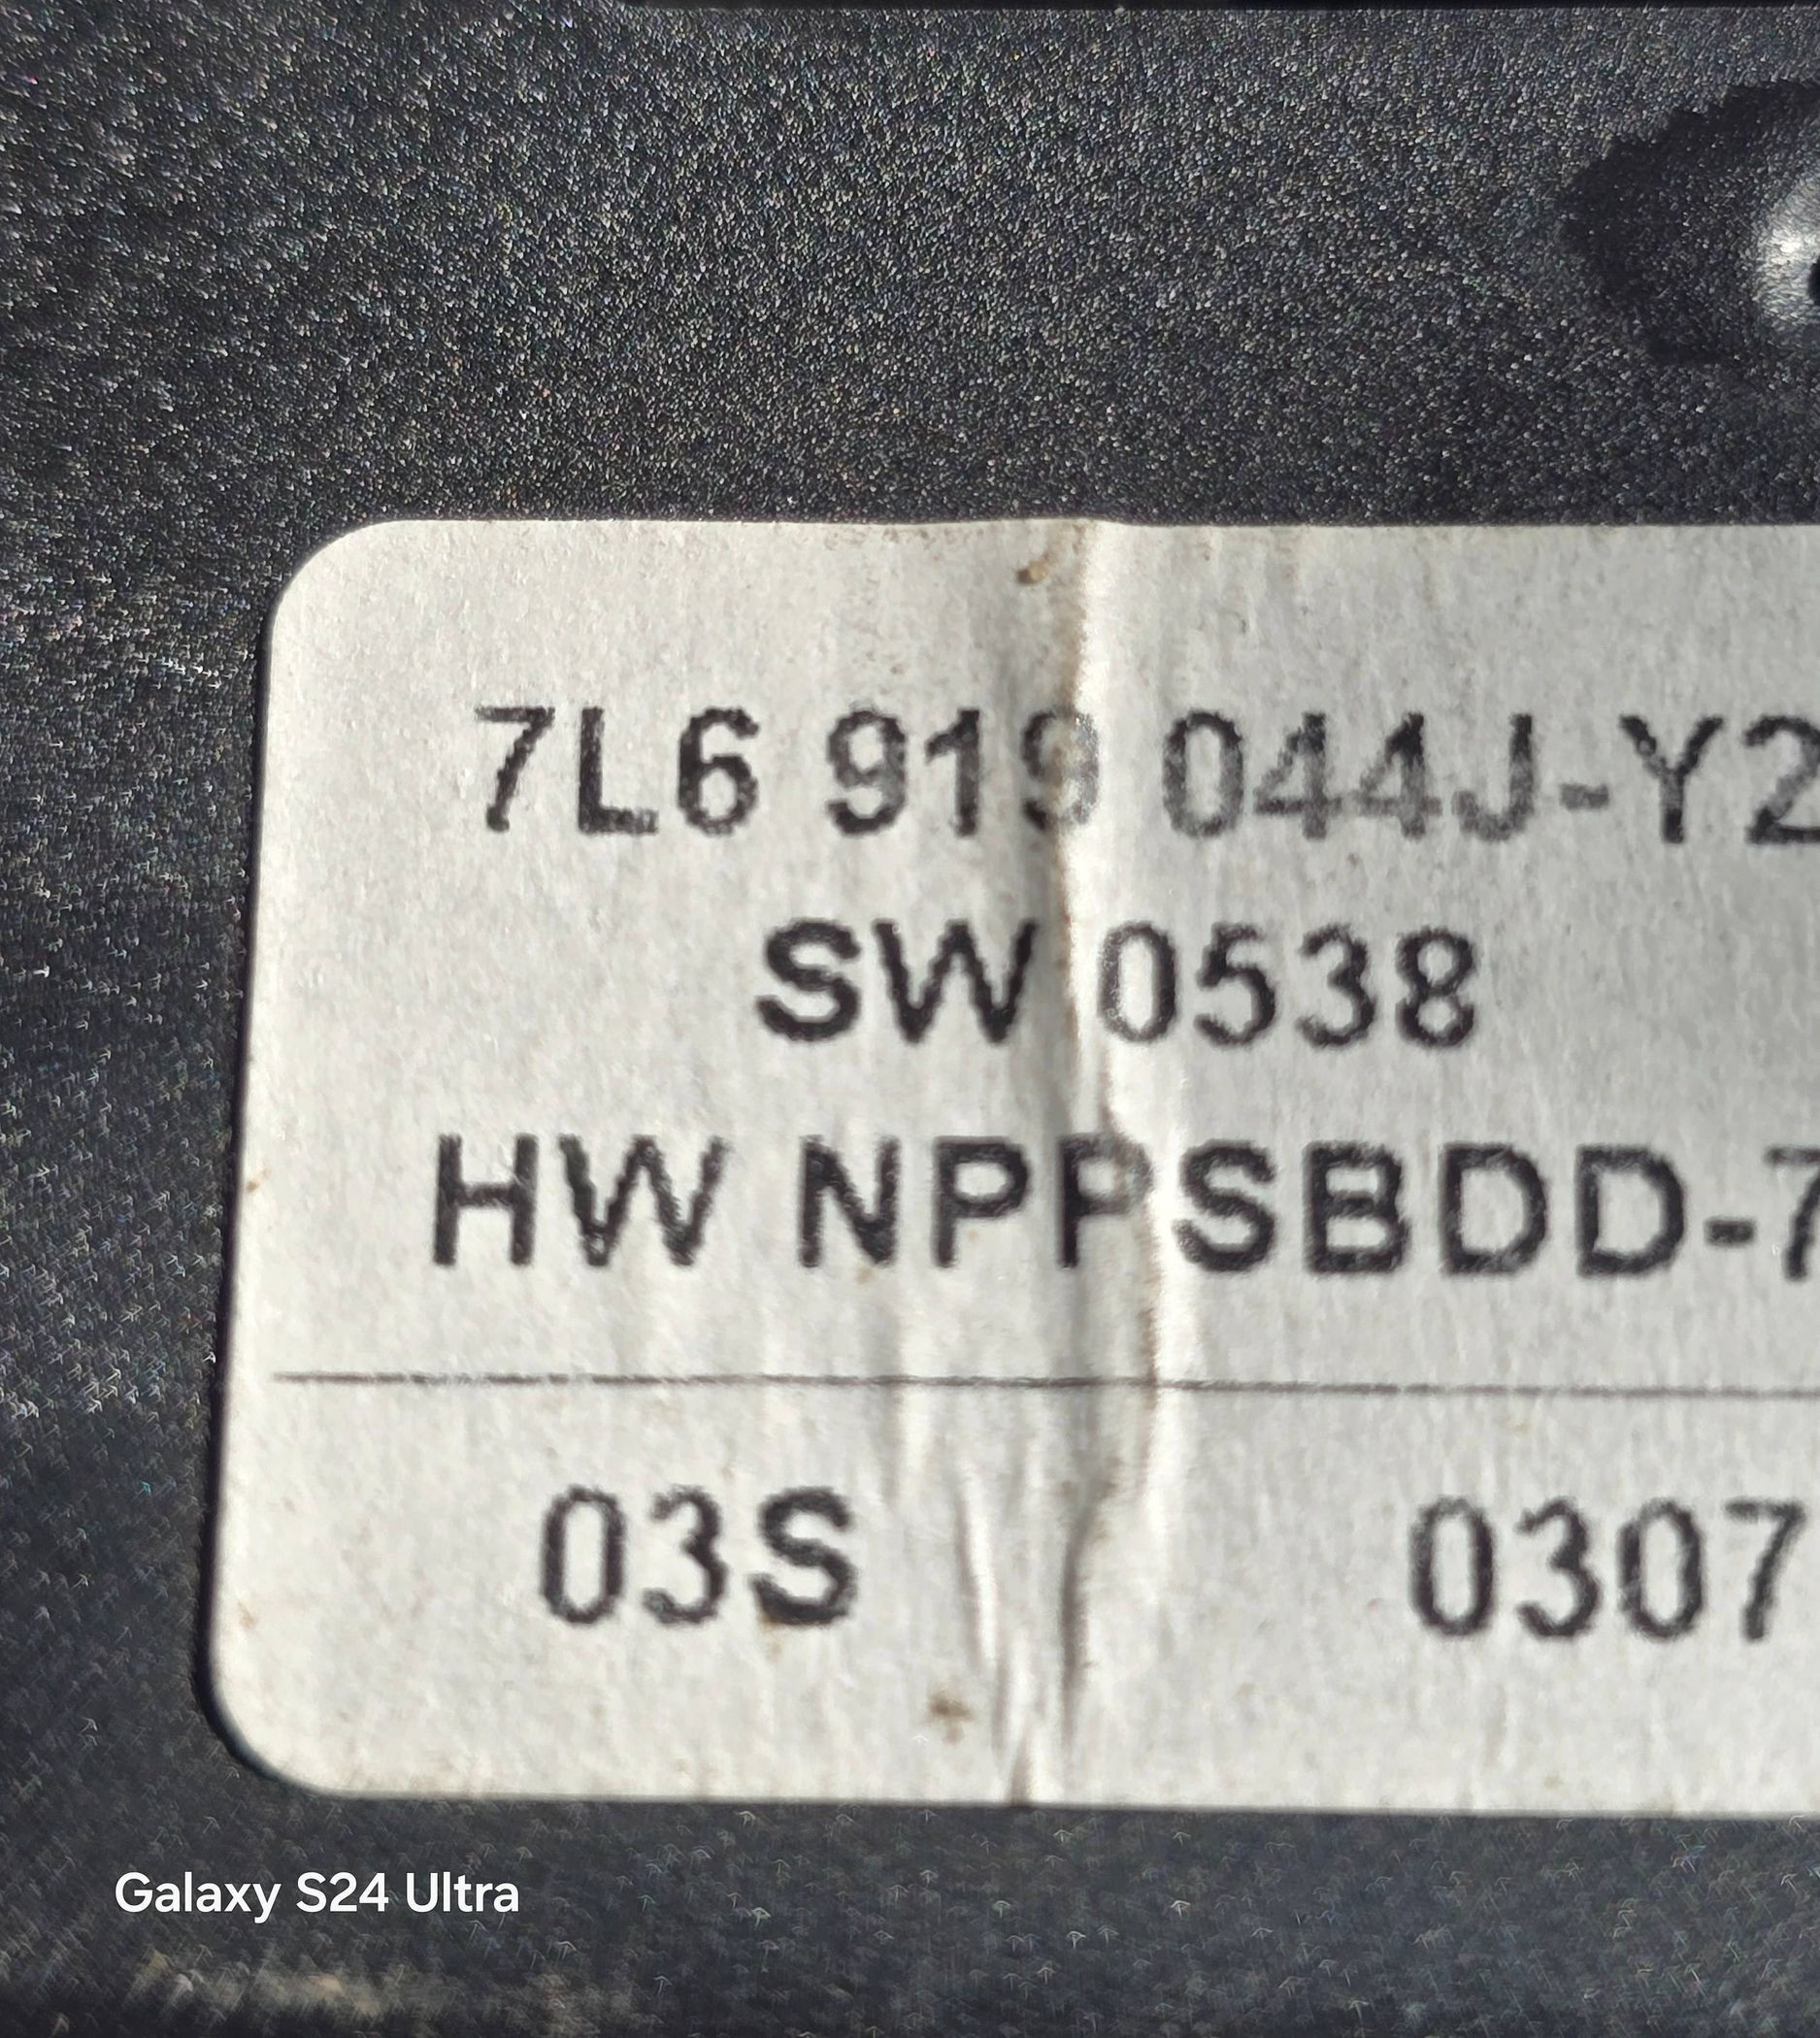 7L6 919 044J-Y2
SW 0538
HW NPPSBDD-7
03S 0307
Galaxy S24 Ultra